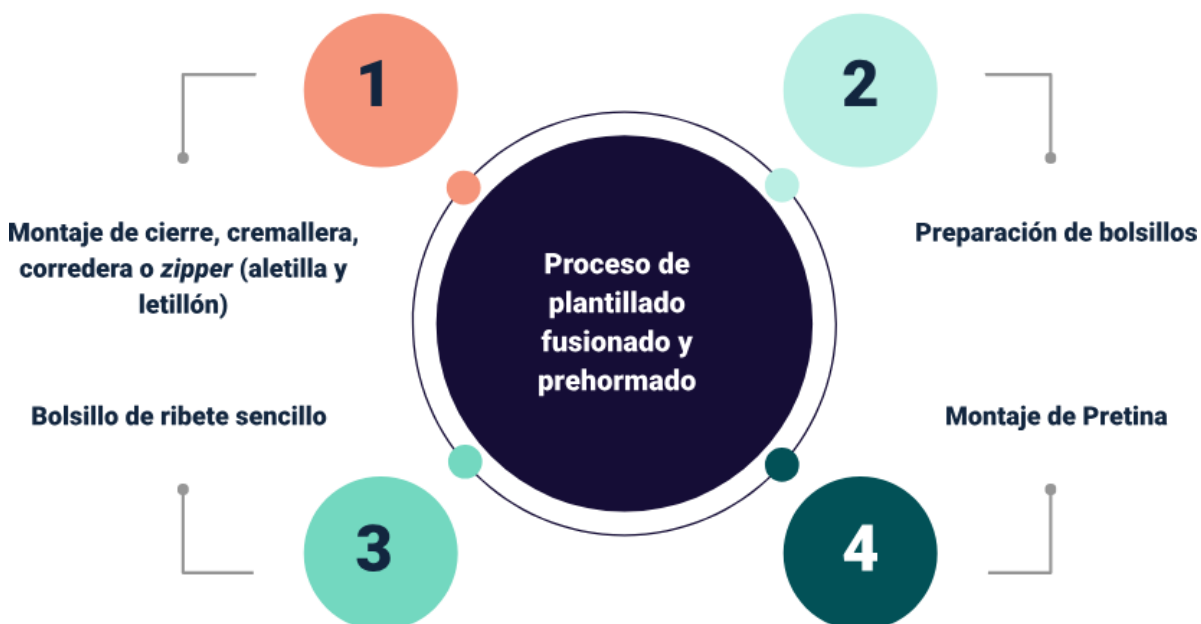 1
Montaje de cierre, cremallera,
corredera o zipper (aletilla y
letillón)
2
Preparación de bolsillos
Proceso de
plantillado
fusionado y
prehormado
Bolsillo de ribete sencillo
3
Montaje de Pretina
4